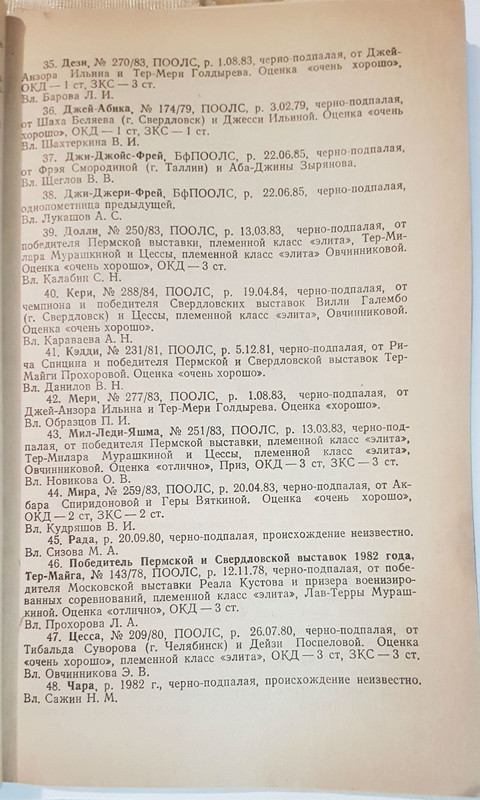 35. Дези, № 270/83, ПООЛС, р. 1.08.83, черно-подпалая, от Джей-
Анзора Ильина и Тер-Мери Голдырева. Оценка «очень хорошо»,
ОКД — 1 ст, ЗКС — 3 ст.
Вл. Барова Л. И.
36. Джей-Абика, № 174/79, ПООЛС, р. 3.02.79, черно-подпалая,
от Шаха Беляева (г. Свердловск) и Джесси Ильиной. Оценка «очень
хорошо», ОКД — 1 ст, ЗКС — 1 ст.
Вл. Шахтеркина В. И.
37. Джи-Джойс-Фрей, БфПООЛС, р. 22.06.85, черно-подпалая,
от Фрэя Смородиной (г. Таллин) и Аба-Джины Зырянова.
Вл. Щеглов В. В.
38. Джи-Джери-Фрей, БфПООЛС, р. 22.06.85, черно-подпалая,
однопометница предыдущей.
Вл. Лукашов А. С.
39. Долли, № 250/83, ПООЛС, р. 13.03.83, черно-подпалая, от
победителя Пермской выставки, племенной класс «элита», Тер-Ми-
лара Мурашкиной и Цессы, племенной класс «элита» Овчинниковой.
Оценка «очень хорошо», ОКД — 3 ст.
Вл. Калабин С. Н.
40. Кери, № 288/84, ПООЛС, р. 19.04.84, черно-подпалая, от
чемпиона и победителя Свердловских выставок Вилли Галембо
(г. Свердловск) и Цессы, племенной класс «элита», Овчинниковой.
Оценка «очень хорошо».
Вл. Караваева А. Н.
41. Кэдди, № 231/81, ПООЛС, р. 5.12.81, черно-подпалая, от Ри-
ча Спицина и победителя Пермской и Свердловской выставок Тер-
Майги Прохоровой. Оценка «очень хорошо».
Вл. Данилов В. Н.
42. Мери, № 277/83, ПООЛС, р. 1.08.83, черно-подпалая, от
Джей-Анзора Ильина и Тер-Мери Голдырева. Оценка «хорошо».
Вл. Образцов П. И.
43. Мил-Леди-Яшма, № 251/83, ПООЛС, р. 13.03.83, черно-под-
палая, от победителя Пермской выставки, племенной класс «элита»,
Тер-Милара Мурашкиной и Цессы, племенной класс «элита»,
Овчинниковой. Оценка «отлично», Приз, ОКД — 3 ст, ЗКС — 3 ст.
Вл. Новикова О. В.
44. Мира, № 259/83, ПООЛС, р. 20.04.83, черно-подпалая, от Ак-
бара Спиридоновой и Геры Вяткиной. Оценка «очень хорошо»,
ОКД — 2 ст, ЗКС — 2 ст.
Вл. Кудряшов В. И.
45. Рада, р. 20.09.80, черно-подпалая, происхождение неизвестно.
Вл. Сизова М. А.
46. Победитель Пермской и Свердловской выставок 1982 года,
Тер-Майга, № 143/78, ПООЛС, р. 12.11.78, черно-подпалая, от побе-
дителя Московской выставки Реала Кустова и призера военизиро-
ванных соревнований, племенной класс «элита», Лав-Терры Мураш-
киной. Оценка «отлично», ОКД — 3 ст.
Вл. Прохорова Л. А.
47. Цесса, № 209/80, ПООЛС, р. 26.07.80, черно-подпалая, от
Тибальда Суворова (г. Челябинск) и Дейзи Поспеловой. Оценка
«очень хорошо», племенной класс «элита», ОКД — 3 ст, ЗКС — 3 ст.
Вл. Овчинникова Э. В.
48. Чара, р. 1982 г., черно-подпалая, происхождение неизвестно.
Вл. Сажин Н. М.